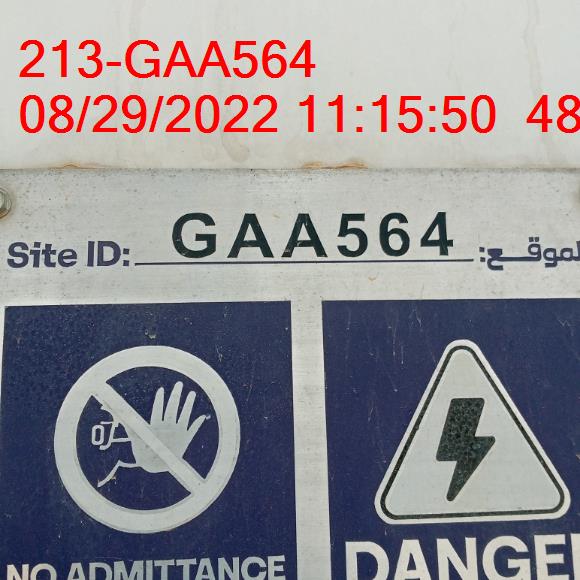 213-GAA564
08/29/2022 11:15:50 48
Site ID: GAA564 الموقع:
NO ADMITTANCE
DANGE